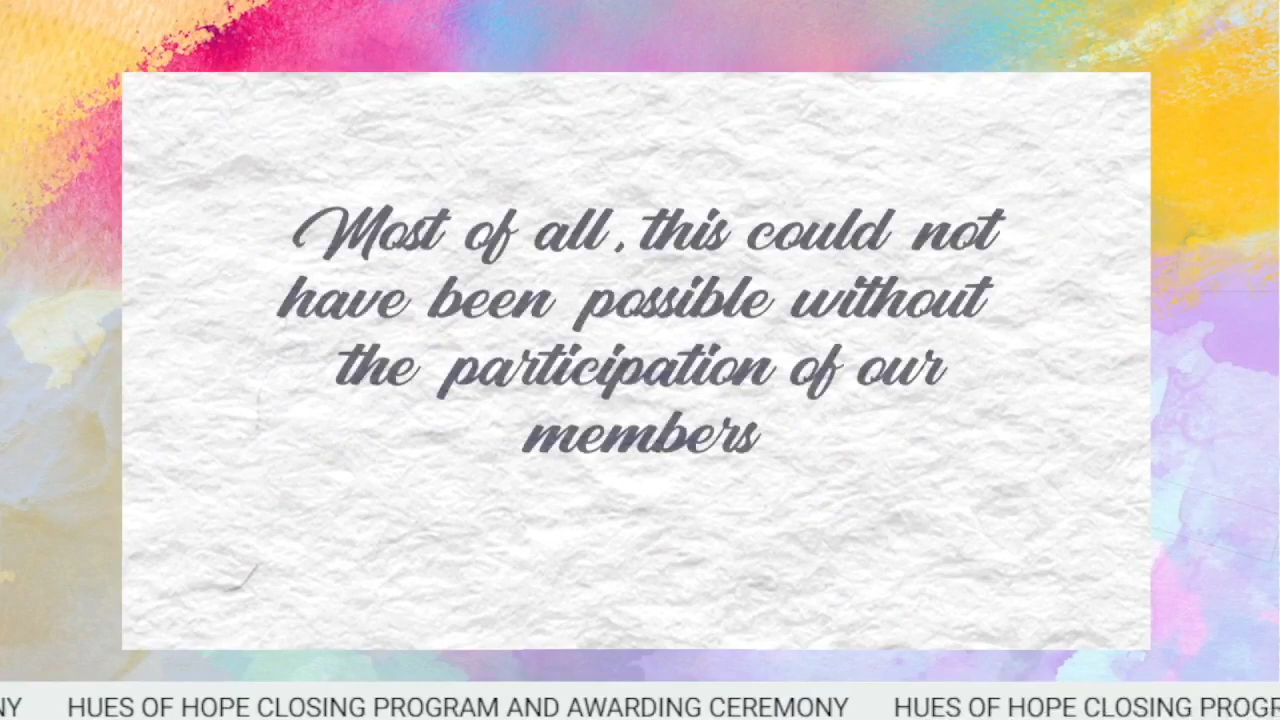 Most of all, this could not
have been possible without
the participation of our
members
NY HUES OF HOPE CLOSING PROGRAM AND AWARDING CEREMONY HUES OF HOPE CLOSING PROGR